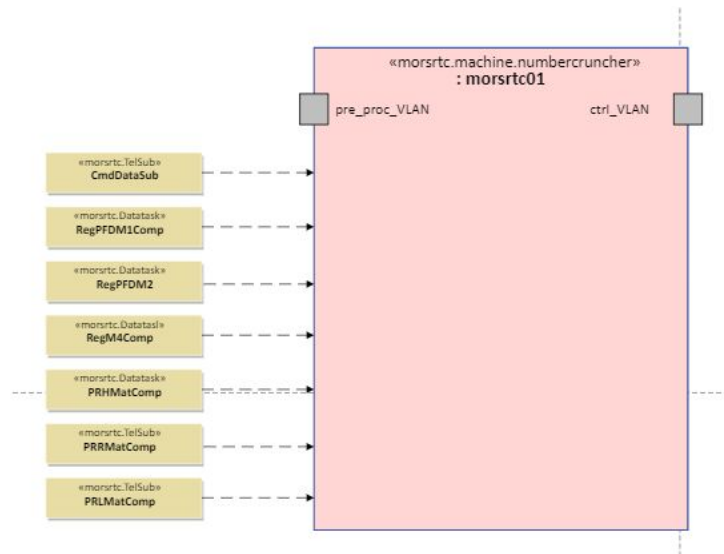 «morsrtc.machine.numbercruncher»
: morsrtc01
pre_proc_VLAN
ctrl_VLAN
«morsrtc.TelSub»
CmdDataSub
«morsrtc.Datatask»
RegPFDM1Comp
«morsrtc.Datatask»
RegPFDM2
«morsrtc.Datatasl»
RegM4Comp
«morsrtc.Datatask»
PRHMatComp
«morsrtc.TelSub»
PRRMatComp
«morsrtc.TelSub»
PRLMatComp